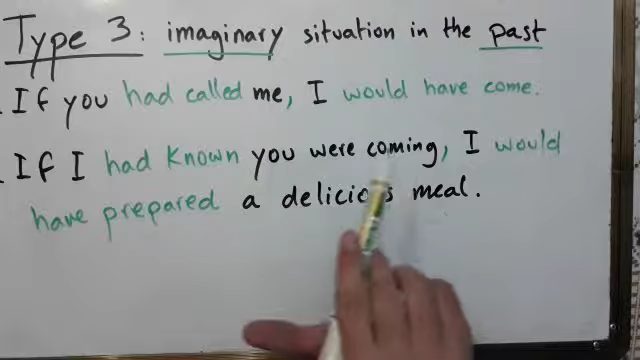 Type 3: imaginary situation in the past
. If you had called me, I would have come.
. If I had known you were coming, I would
have prepared a delicious meal.